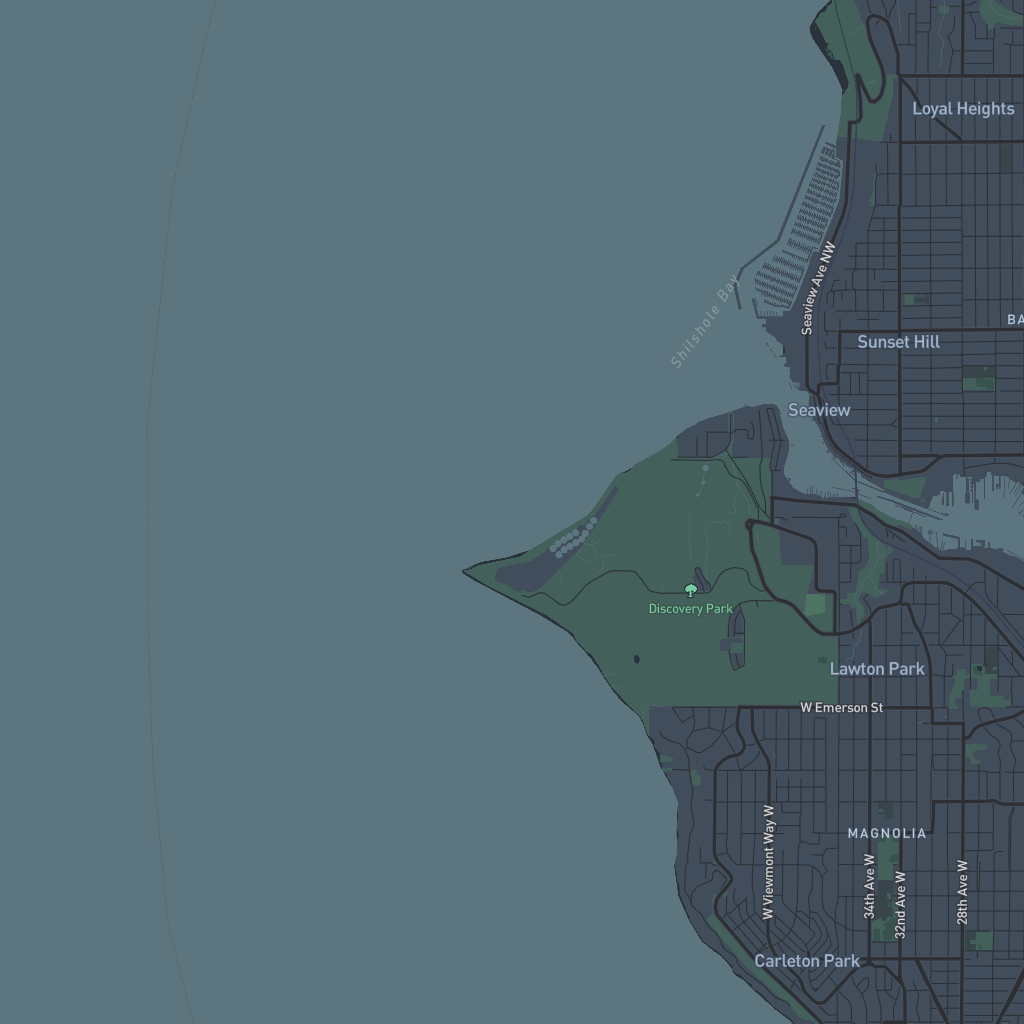 Loyal Heights
Seaview Ave NW
Shilshole Bay
BA
Sunset Hill
Seaview
Discovery Park
Lawton Park
W Emerson St
MAGNOLIA
W Viewmont Way W
34th Ave W
32nd Ave W
28th Ave W
Carleton Park